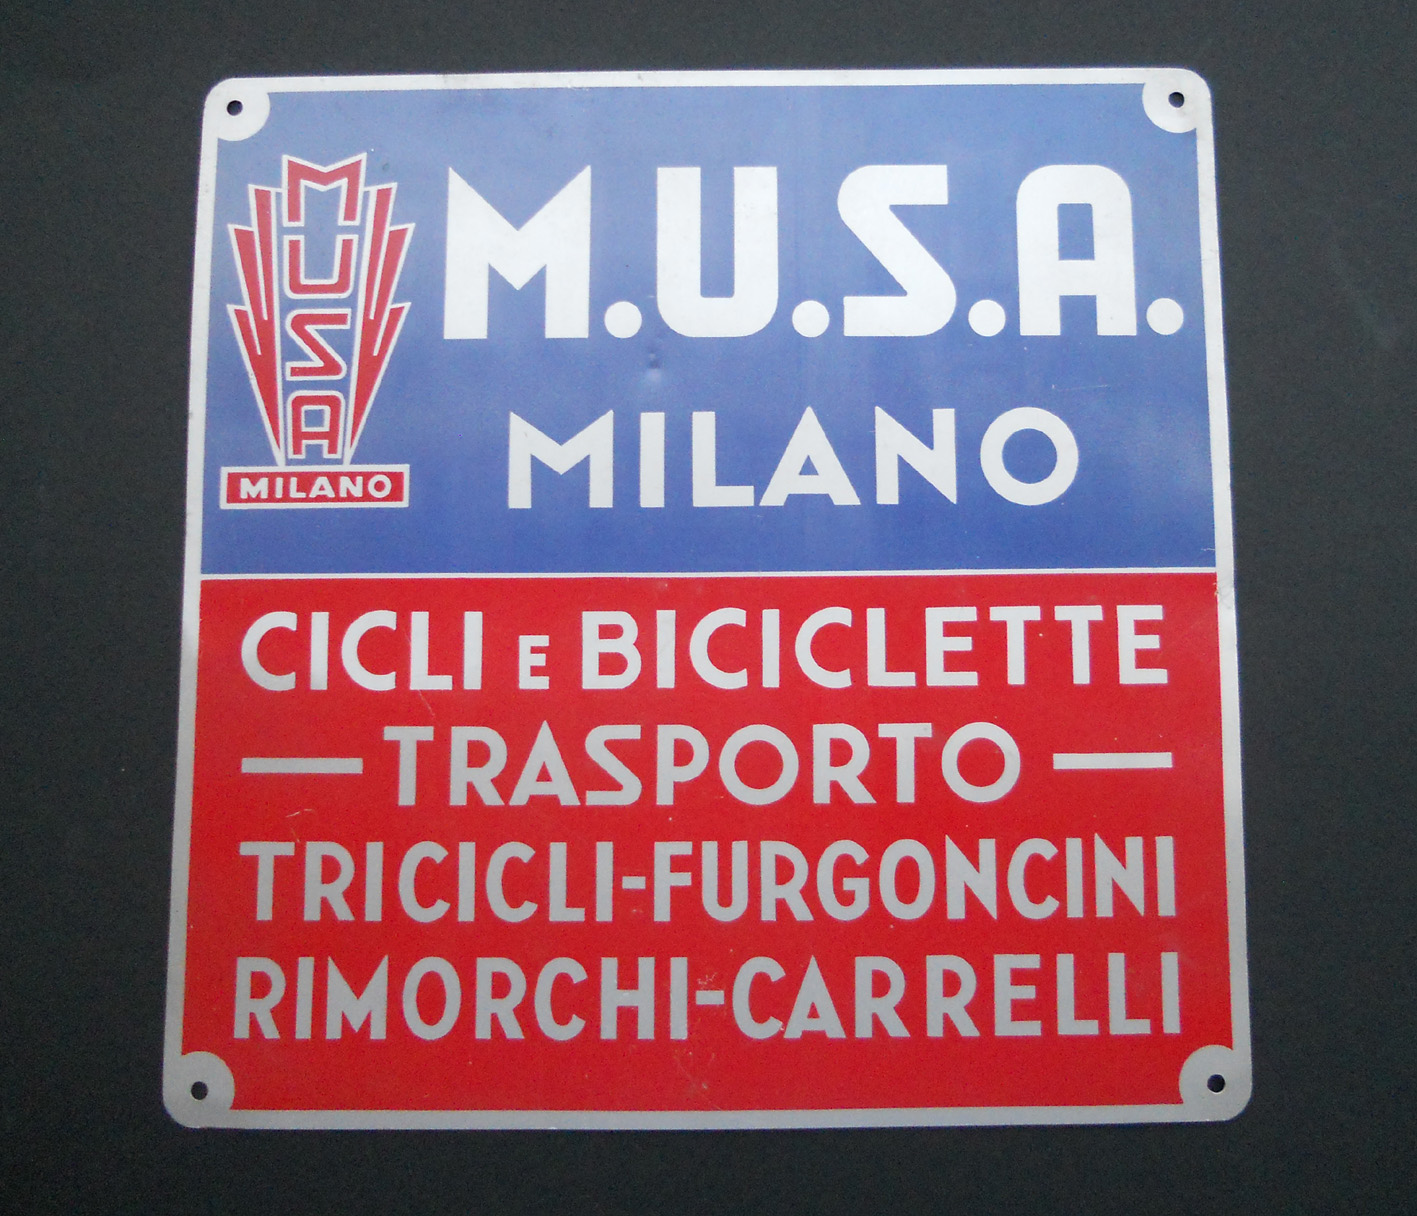 MUSA
MILANO
M.U.S.A.
MILANO
CICLI E BICICLETTE
— TRASPORTO —
TRICICLI-FURGONCINI
RIMORCHI-CARRELLI